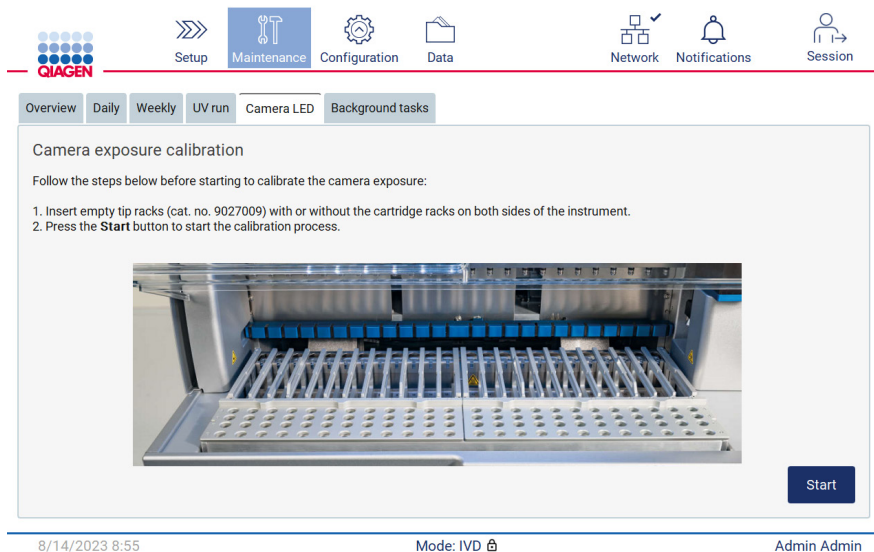 QIAGEN
Setup
Maintenance
Configuration
Data
Network
Notifications
Session
Overview
Daily
Weekly
UV run
Camera LED
Background tasks
Camera exposure calibration
Follow the steps below before starting to calibrate the camera exposure:
1. Insert empty tip racks (cat. no. 9027009) with or without the cartridge racks on both sides of the instrument.
2. Press the Start button to start the calibration process.
Start
8/14/2023 8:55
Mode: IVD
Admin Admin